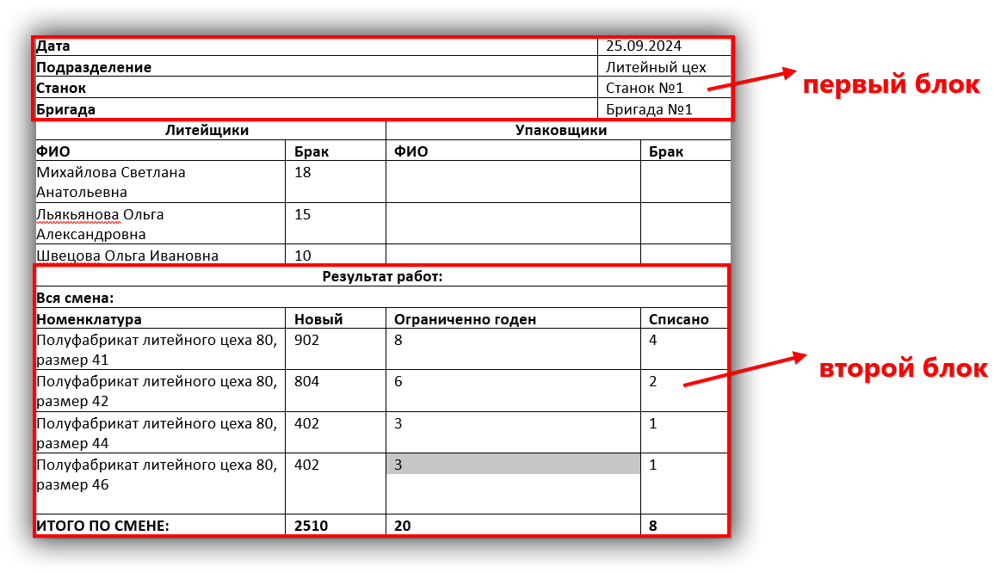 Дата 25.09.2024
Подразделение Литейный цех
Станок Станок №1
Бригада Бригада №1
первый блок
Литейщики Упаковщики
ФИО Брак ФИО Брак
Михайлова Светлана 18
Анатольевна
Льякьянова Ольга 15
Александровна
Швецова Ольга Ивановна 10
Результат работ:
Вся смена:
Номенклатура Новый Ограниченно годен Списано
Полуфабрикат литейного цеха 80, 902 8 4
размер 41
второй блок
Полуфабрикат литейного цеха 80, 804 6 2
размер 42
Полуфабрикат литейного цеха 80, 402 3 1
размер 44
Полуфабрикат литейного цеха 80, 402 3 1
размер 46
ИТОГО ПО СМЕНЕ: 2510 20 8